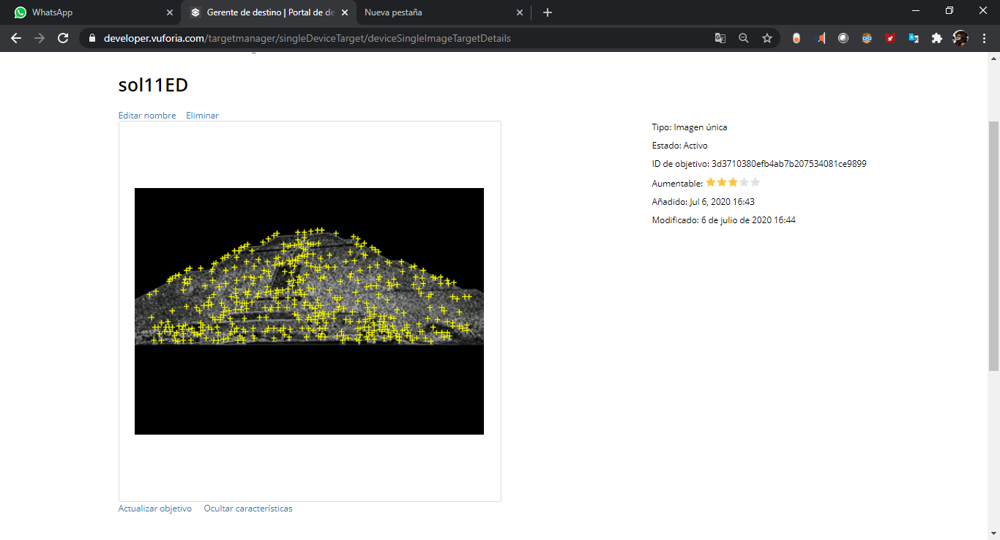 WhatsApp
Gerente de destino | Portal de de
Nueva pestaña
developer.vuforia.com/targetmanager/singleDeviceTarget/deviceSingleImageTargetDetails
sol11ED
Editar nombre Eliminar
Tipo: Imagen única
Estado: Activo
ID de objetivo: 3d3710380efb4ab7b207534081ce9899
Aumentable:
Añadido: Jul 6, 2020 16:43
Modificado: 6 de julio de 2020 16:44
Actualizar objetivo Ocultar características